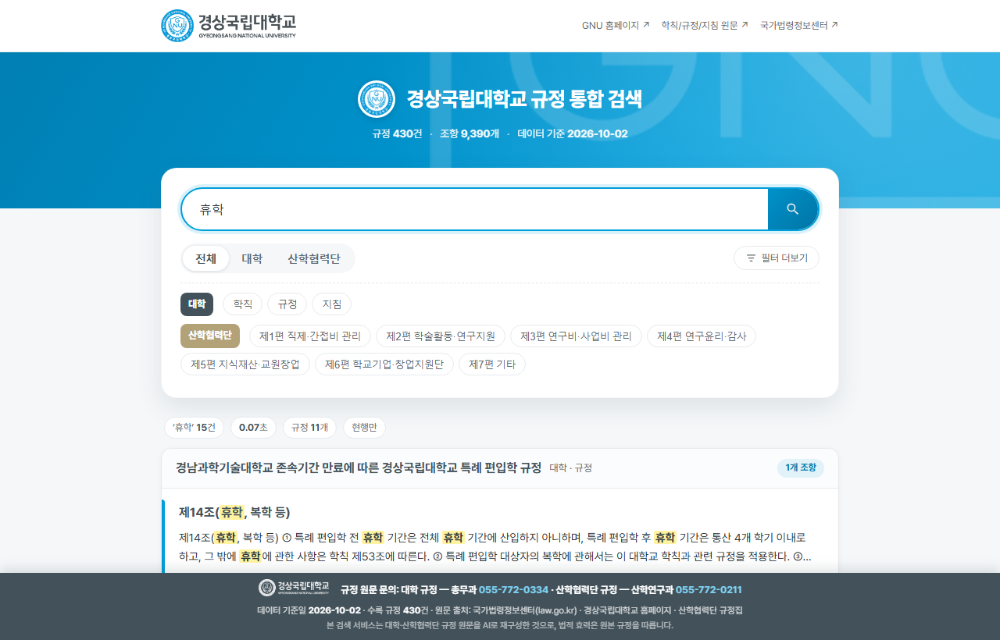 경상국립대학교
GYEONGSANG NATIONAL UNIVERSITY
GNU 홈페이지 ↗ 학칙/규정/지침 원문 ↗ 국가법령정보센터 ↗
경상국립대학교 규정 통합 검색
규정 430건 · 조항 9,390개 · 데이터 기준 2026-10-02
휴학
전체 대학 산학협력단 필터 더보기
대학 학칙 규정 지침
산학협력단 제1편 직제·간접비 관리 제2편 학술활동·연구지원 제3편 연구비·사업비 관리 제4편 연구윤리·감사
제5편 지식재산·교원창업 제6편 학교기업·창업지원단 제7편 기타
'휴학' 15건 0.07초 규정 11개 현행만
경남과학기술대학교 존속기간 만료에 따른 경상국립대학교 특례 편입학 규정 대학 · 규정 1개 조항
제14조(휴학, 복학 등)
제14조(휴학, 복학 등) ① 특례 편입학 전 휴학 기간은 전체 휴학 기간에 산입하지 아니하며, 특례 편입학 후 휴학 기간은 통산 4개 학기 이내로
하고, 그 밖에 휴학에 관한 사항은 학칙 제53조에 따른다. ② 특례 편입학 대상자의 복학에 관해서는 이 대학교 학칙과 관련 규정을 적용한다. ③...
경상국립대학교
GYEONGSANG NATIONAL UNIVERSITY
규정 원문 문의: 대학 규정 — 총무과 055-772-0334 · 산학협력단 규정 — 산학연구과 055-772-0211
데이터 기준일 2026-10-02 · 수록 규정 430건 · 원문 출처: 국가법령정보센터(law.go.kr) · 경상국립대학교 홈페이지 · 산학협력단 규정집
본 검색 서비스는 대학·산학협력단 규정 원문을 AI로 재구성한 것으로, 법적 효력은 원본 규정을 따릅니다.